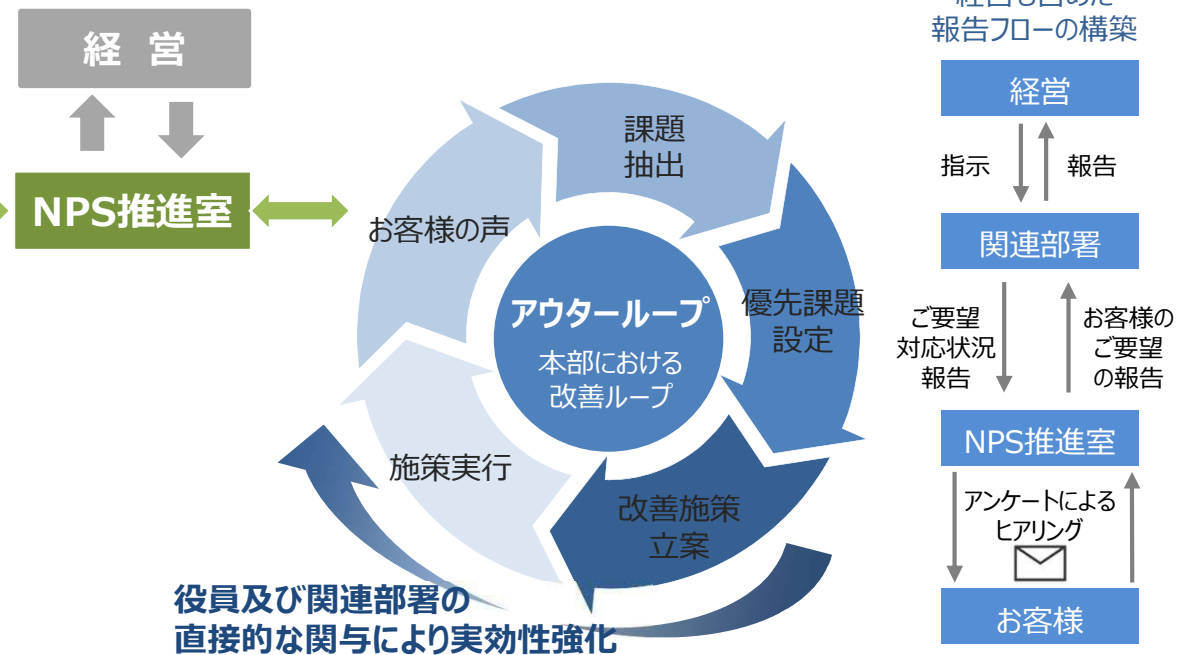 経 営
NPS推進室
お客様の声
課題
抽出
優先課題
設定
改善施策
立案
施策実行
アウターループ
本部における
改善ループ
役員及び関連部署の
直接的な関与により実効性強化
報告フローの構築
経営
指示
報告
関連部署
ご要望
対応状況
報告
お客様の
ご要望
の報告
NPS推進室
アンケートによる
ヒアリング
お客様